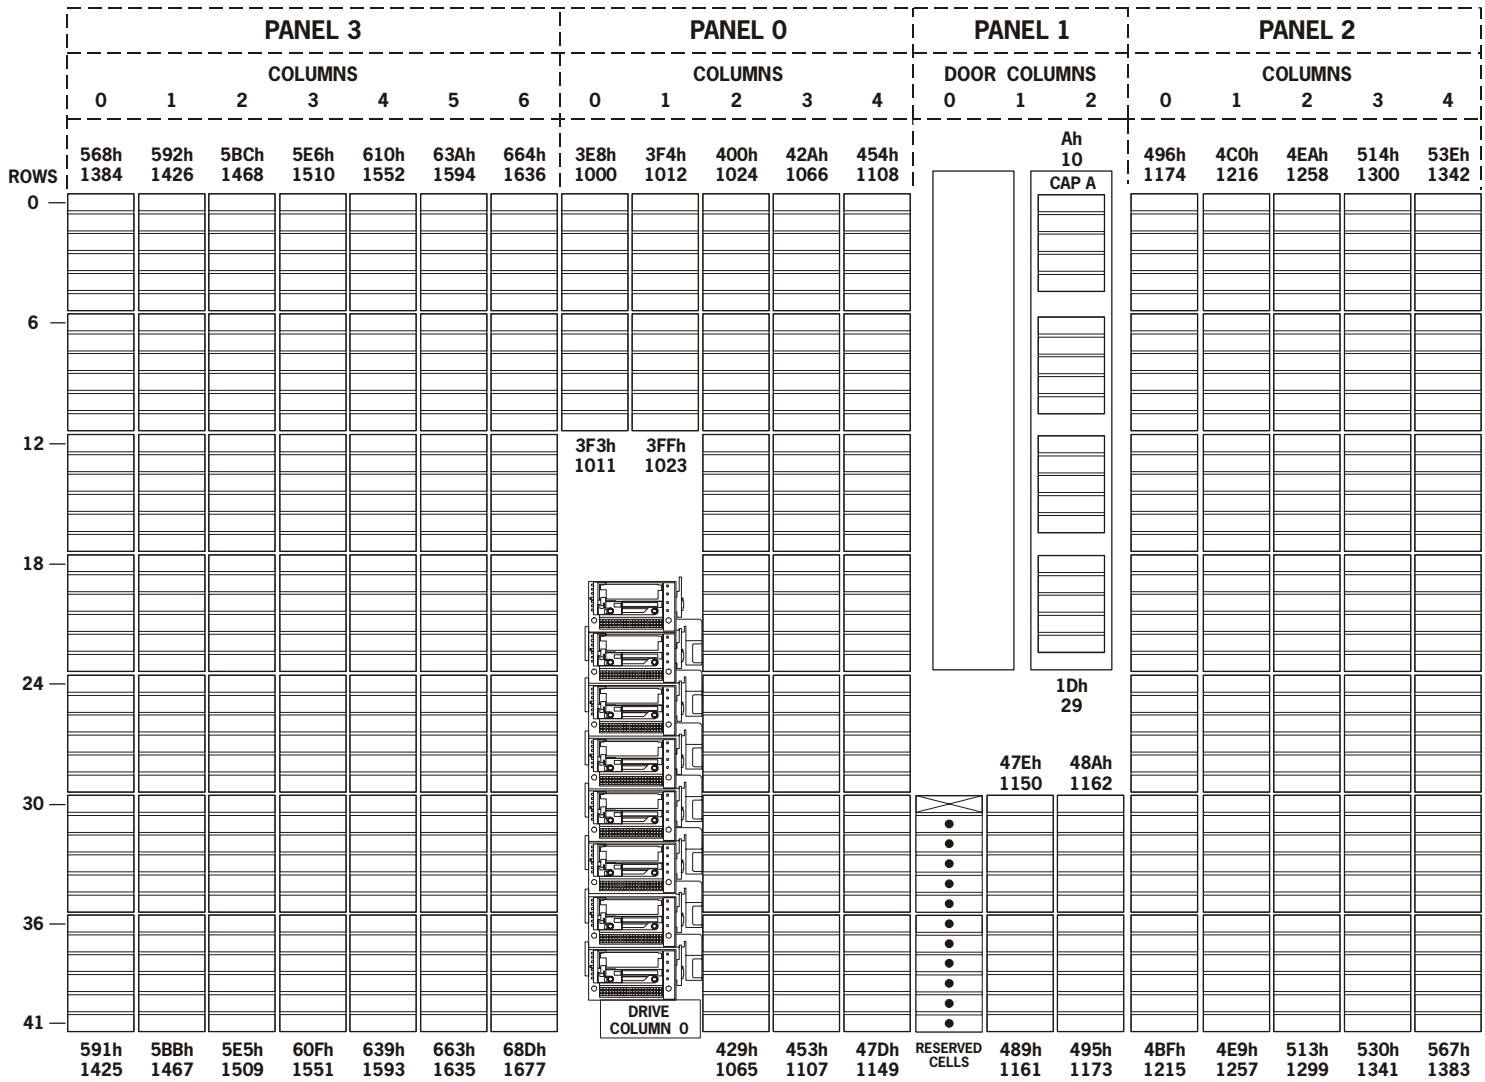 PANEL 3 PANEL 0 PANEL 1 PANEL 2
COLUMNS COLUMNS DOOR COLUMNS COLUMNS
0 1 2 3 4 5 6 0 1 2 3 4 0 1 2 0 1 2 3 4
Ah
10
568h 592h 5BCh 5E6h 610h 63Ah 664h 3E8h 3F4h 400h 42Ah 454h 496h 4C0h 4EAh 514h 53Eh
ROWS 1384 1426 1468 1510 1552 1594 1636 1000 1012 1024 1066 1108 1174 1216 1258 1300 1342
CAP A
0
6
12
3F3h 3FFh
1011 1023
18
24
1Dh
29
47Eh 48Ah
1150 1162
30
36
41
DRIVE
COLUMN 0
591h 5BBh 5E5h 60Fh 639h 663h 68Dh 429h 453h 47Dh RESERVED 489h 495h 4BFh 4E9h 513h 530h 567h
1425 1467 1509 1551 1593 1635 1677 1065 1107 1149 CELLS 1161 1173 1215 1257 1299 1341 1383